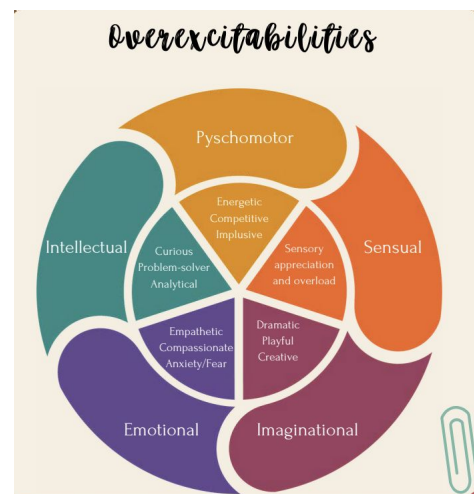 Overexcitabilities
Pyschomotor
Energetic
Competitive
Implusive
Sensual
Sensory
appreciation
and overload
Imaginational
Dramatic
Playful
Creative
Emotional
Empathetic
Compassionate
Anxiety/Fear
Intellectual
Curious
Problem-solver
Analytical